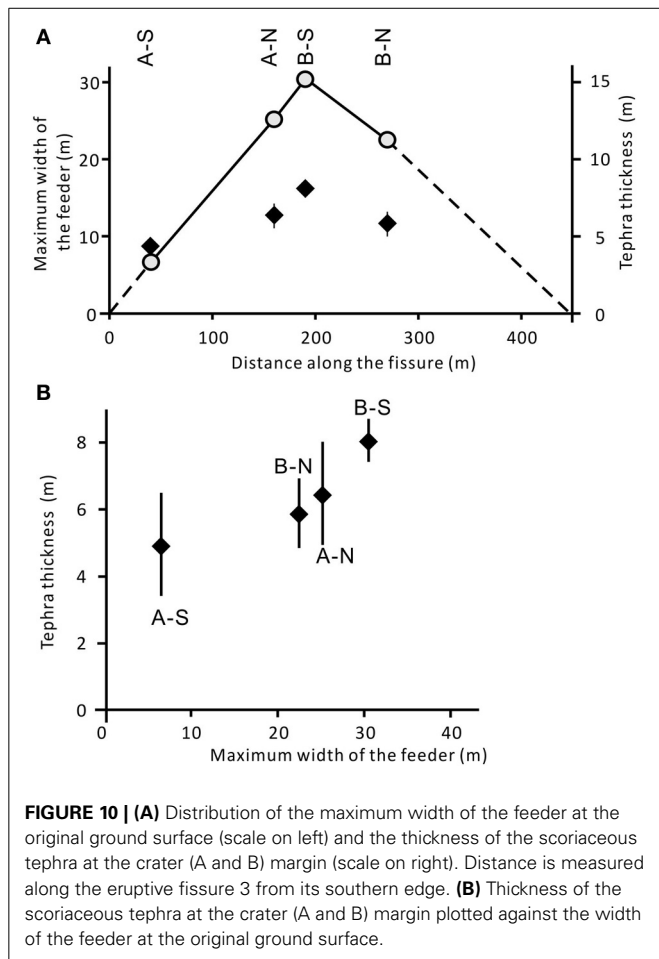 A
A-S
A-N
B-S
B-N
30
20
10
0
Maximum width of
the feeder (m)
15
10
5
0
Tephra thickness (m)
0 100 200 300 400
Distance along the fissure (m)
B
8
6
4
2
0
Tephra thickness (m)
B-S
B-N
A-N
A-S
0 10 20 30 40
Maximum width of the feeder (m)
FIGURE 10 | (A) Distribution of the maximum width of the feeder at the
original ground surface (scale on left) and the thickness of the scoriaceous
tephra at the crater (A and B) margin (scale on right). Distance is measured
along the eruptive fissure 3 from its southern edge. (B) Thickness of the
scoriaceous tephra at the crater (A and B) margin plotted against the width
of the feeder at the original ground surface.